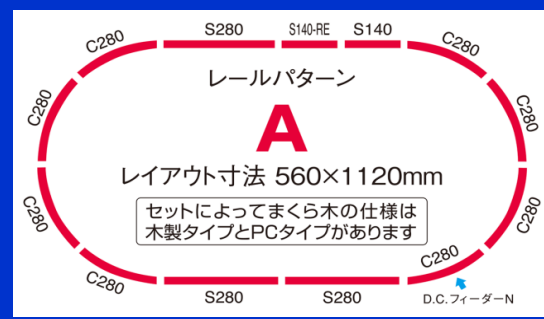 C280
S280
S140-RE
S140
C280
C280
C280
レールパターン
A
レイアウト寸法 560×1120mm
セットによってまくら木の仕様は
木製タイプとPCタイプがあります
C280
C280
C280
S280
S280
C280
D.C.フィーダーN